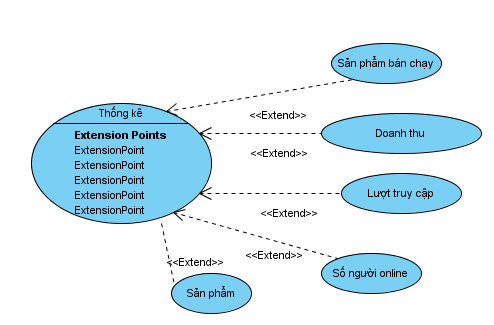 Sản phẩm bán chạy
Thống kê
<<Extend>>
Extension Points
Doanh thu
ExtensionPoint
<<Extend>>
ExtensionPoint
ExtensionPoint
Lượt truy cập
ExtensionPoint
ExtensionPoint
<<Extend>>
<<Extend>>
<<Extend>>
Số người online
Sản phẩm